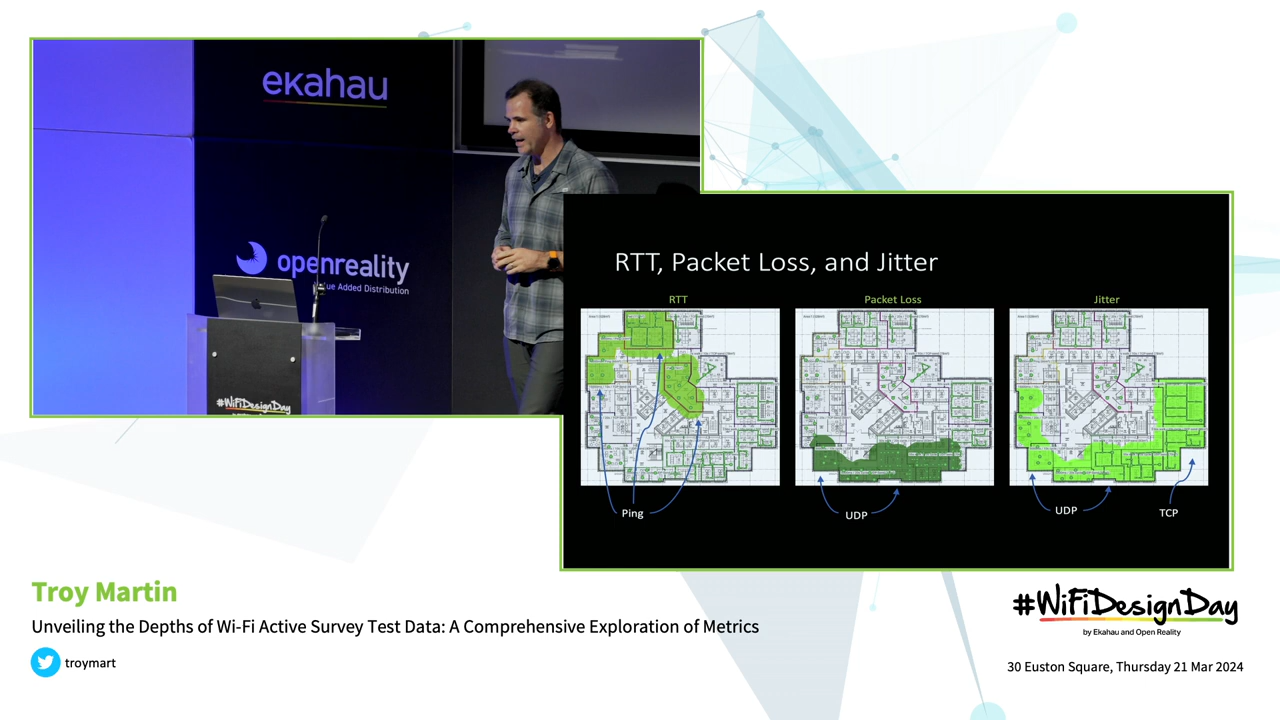 ekahau
openreality
ue Added Distribution
#WiFiDesignDay
RTT, Packet Loss, and Jitter
RTT
Packet Loss
Jitter
Ping
UDP
UDP
TCP
Troy Martin
Unveiling the Depths of Wi-Fi Active Survey Test Data: A Comprehensive Exploration of Metrics
troymart
#WiFiDesignDay
by Ekahau and Open Reality
30 Euston Square, Thursday 21 Mar 2024